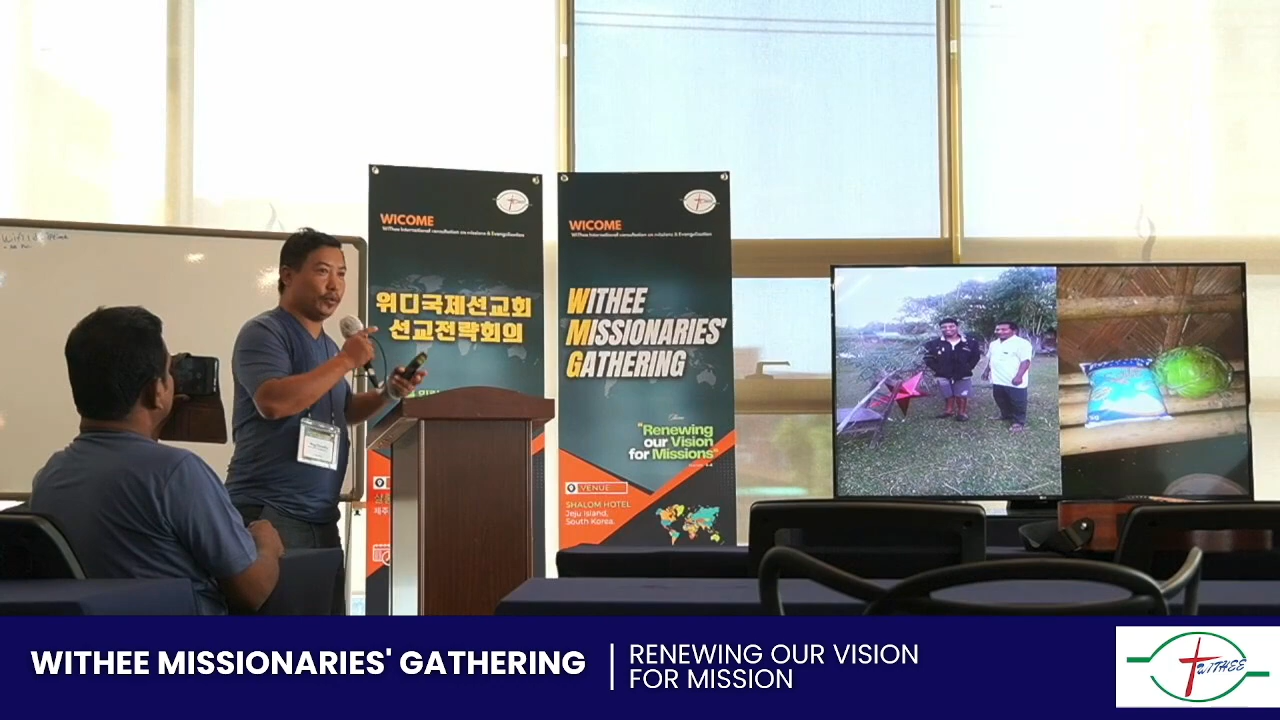 WICOME
WiThee International consultation on missions & Evangelization
위디국제선교회
선교전략회의
WICOME
WiThee International consultation on missions & Evangelization
WITHEE
MISSIONARIES'
GATHERING
"Renewing
our Vision
for Missions"
VENUE
SHALOM HOTEL
Jeju Island,
South Korea.
WITHEE MISSIONARIES' GATHERING
RENEWING OUR VISION
FOR MISSION
WiTHEE